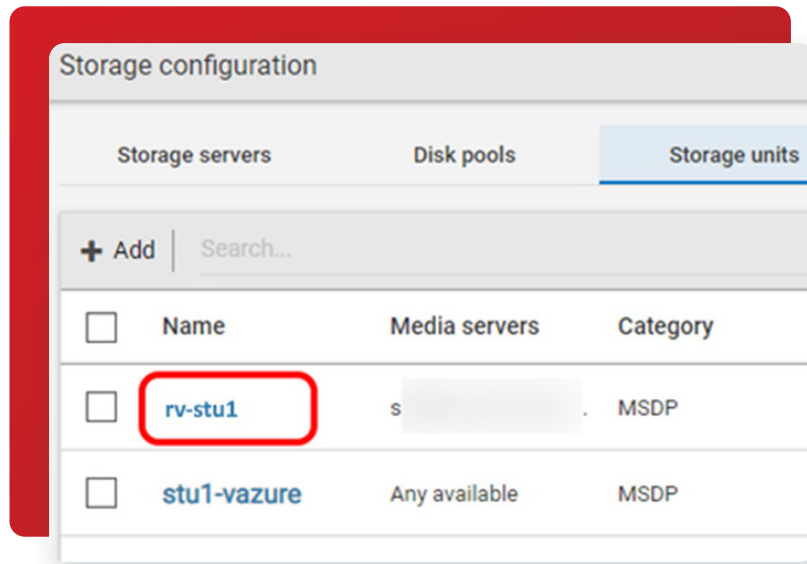 Storage configuration
Storage servers Disk pools Storage units
Add Search...
Name Media servers Category
rv-stu1 s . MSDP
stu1-vazure Any available MSDP